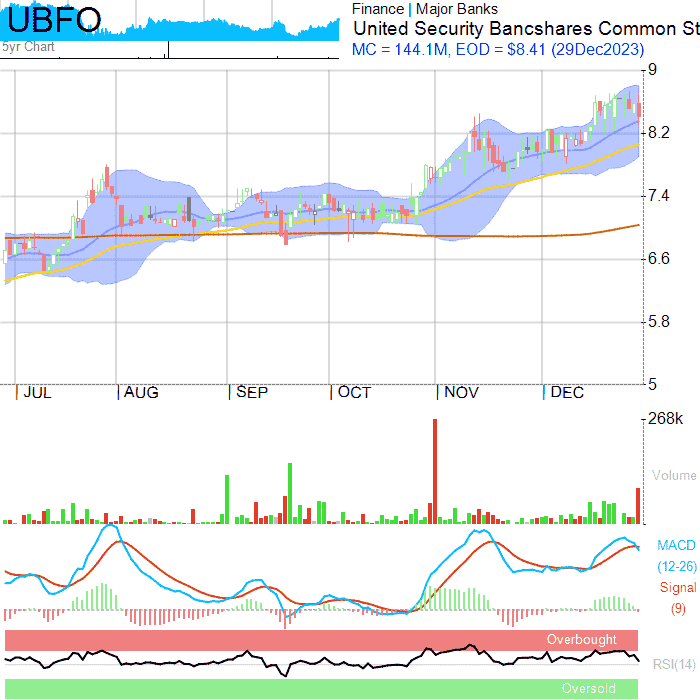 UBFO
5yr Chart
Finance | Major Banks
United Security Bancshares Common St
MC = 144.1M, EOD = $8.41 (29Dec2023)
9
8.2
7.4
6.6
5.8
5
JUL AUG SEP OCT NOV DEC
268k
Volume
MACD
(12-26)
Signal
(9)
Overbought
RSI(14)
Oversold